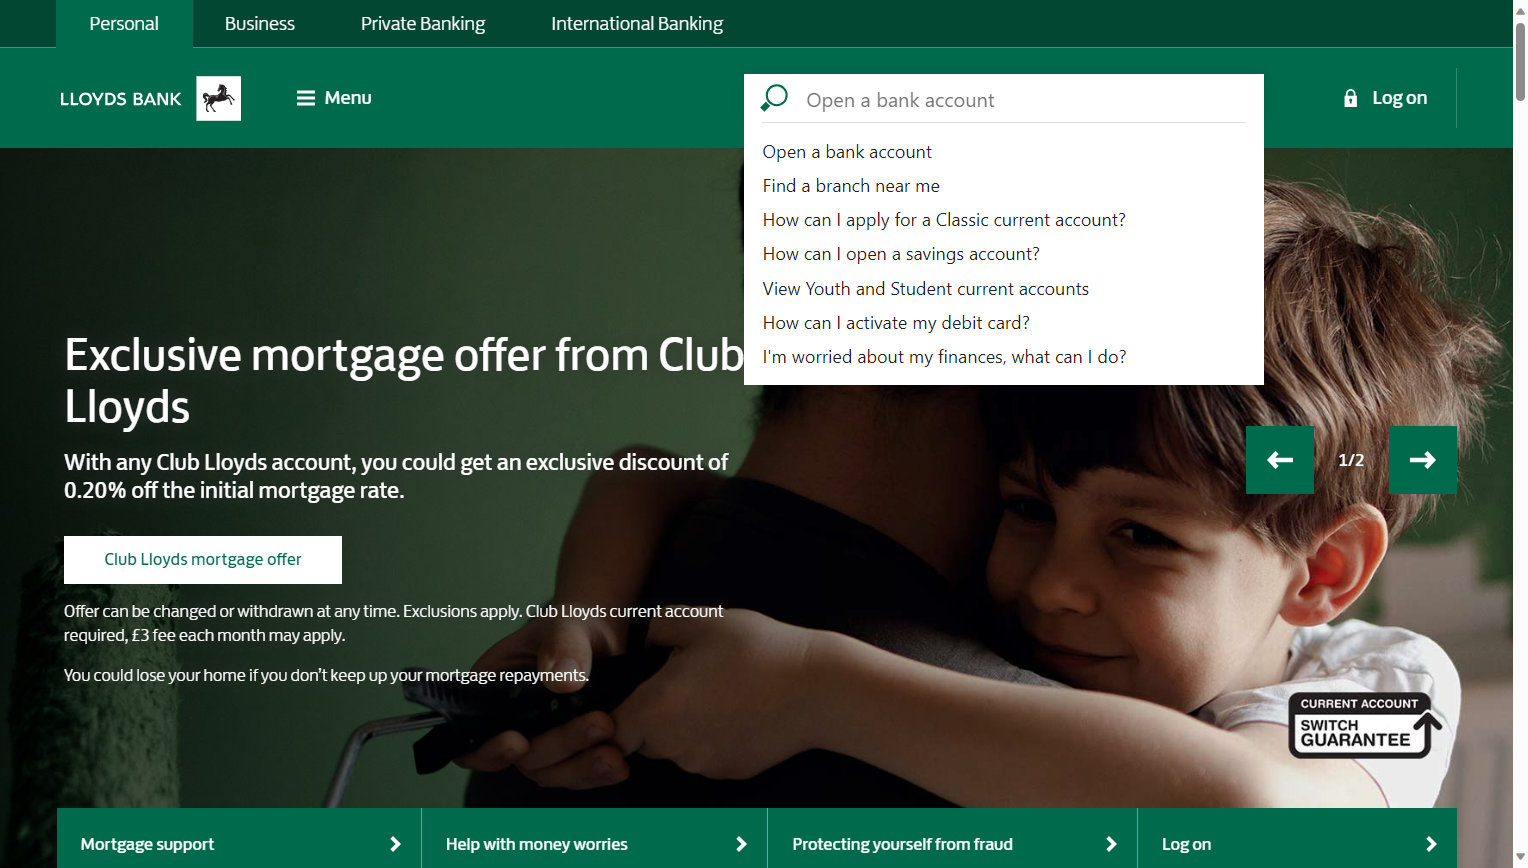 Personal
Business
Private Banking
International Banking
LLOYDS BANK
Menu
Open a bank account
Log on
Open a bank account
Find a branch near me
How can I apply for a Classic current account?
How can I open a savings account?
View Youth and Student current accounts
How can I activate my debit card?
I'm worried about my finances, what can I do?
Exclusive mortgage offer from Club
Lloyds
With any Club Lloyds account, you could get an exclusive discount of
0.20% off the initial mortgage rate.
1/2
Club Lloyds mortgage offer
Offer can be changed or withdrawn at any time. Exclusions apply. Club Lloyds current account
required, £3 fee each month may apply.
You could lose your home if you don’t keep up your mortgage repayments.
CURRENT ACCOUNT
SWITCH
GUARANTEE
Mortgage support
Help with money worries
Protecting yourself from fraud
Log on